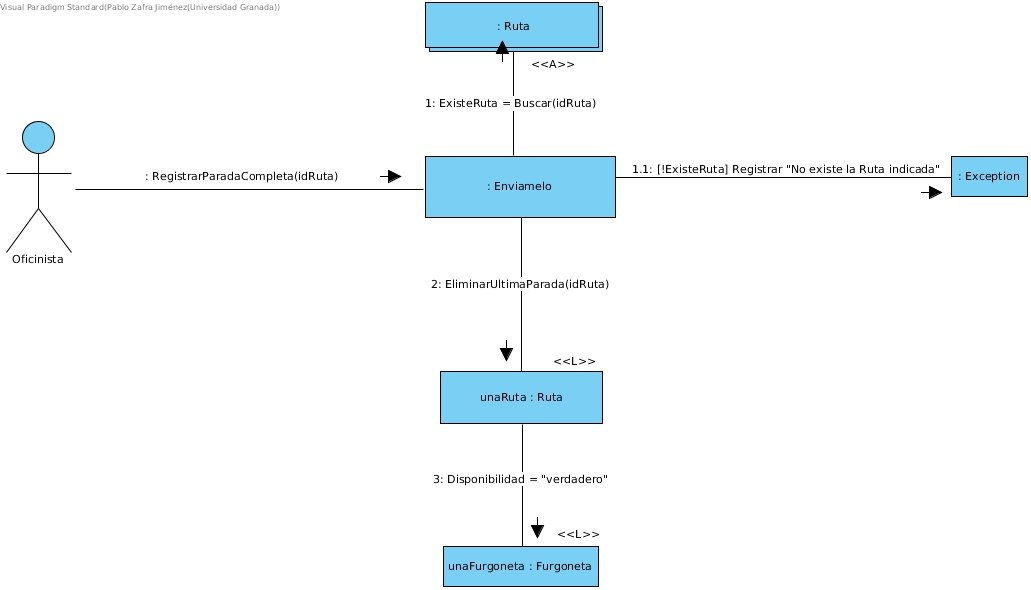 Visual Paradigm Standard(Pablo Zafra Jiménez(Universidad Granada))
: Ruta
<<A>>
1: ExisteRuta = Buscar(idRuta)
: RegistrarParadaCompleta(idRuta)
: Enviamelo
1.1: [!ExisteRuta] Registrar "No existe la Ruta indicada"
: Exception
Oficinista
2: EliminarUltimaParada(idRuta)
<<L>>
unaRuta : Ruta
3: Disponibilidad = "verdadero"
<<L>>
unaFurgoneta : Furgoneta